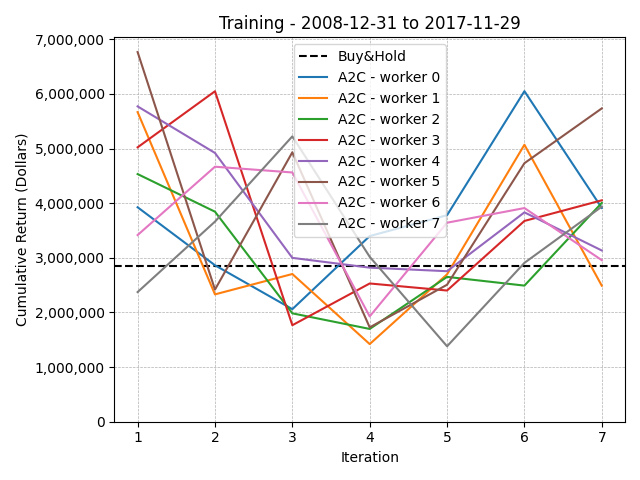 Training - 2008-12-31 to 2017-11-29
Cumulative Return (Dollars)
7,000,000
6,000,000
5,000,000
4,000,000
3,000,000
2,000,000
1,000,000
0
Buy&Hold
A2C - worker 0
A2C - worker 1
A2C - worker 2
A2C - worker 3
A2C - worker 4
A2C - worker 5
A2C - worker 6
A2C - worker 7
1 2 3 4 5 6 7
Iteration